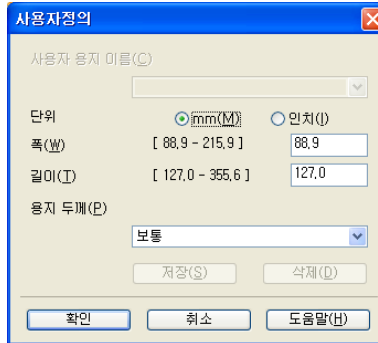 사용자정의
사용자 용지 이름(C)
단위 mm(M) 인치(I)
폭(W) [ 88,9 - 215,9 ] 88,9
길이(T) [ 127,0 - 355,6 ] 127,0
용지 두께(P)
보통
저장(S) 삭제(D)
확인 취소 도움말(H)